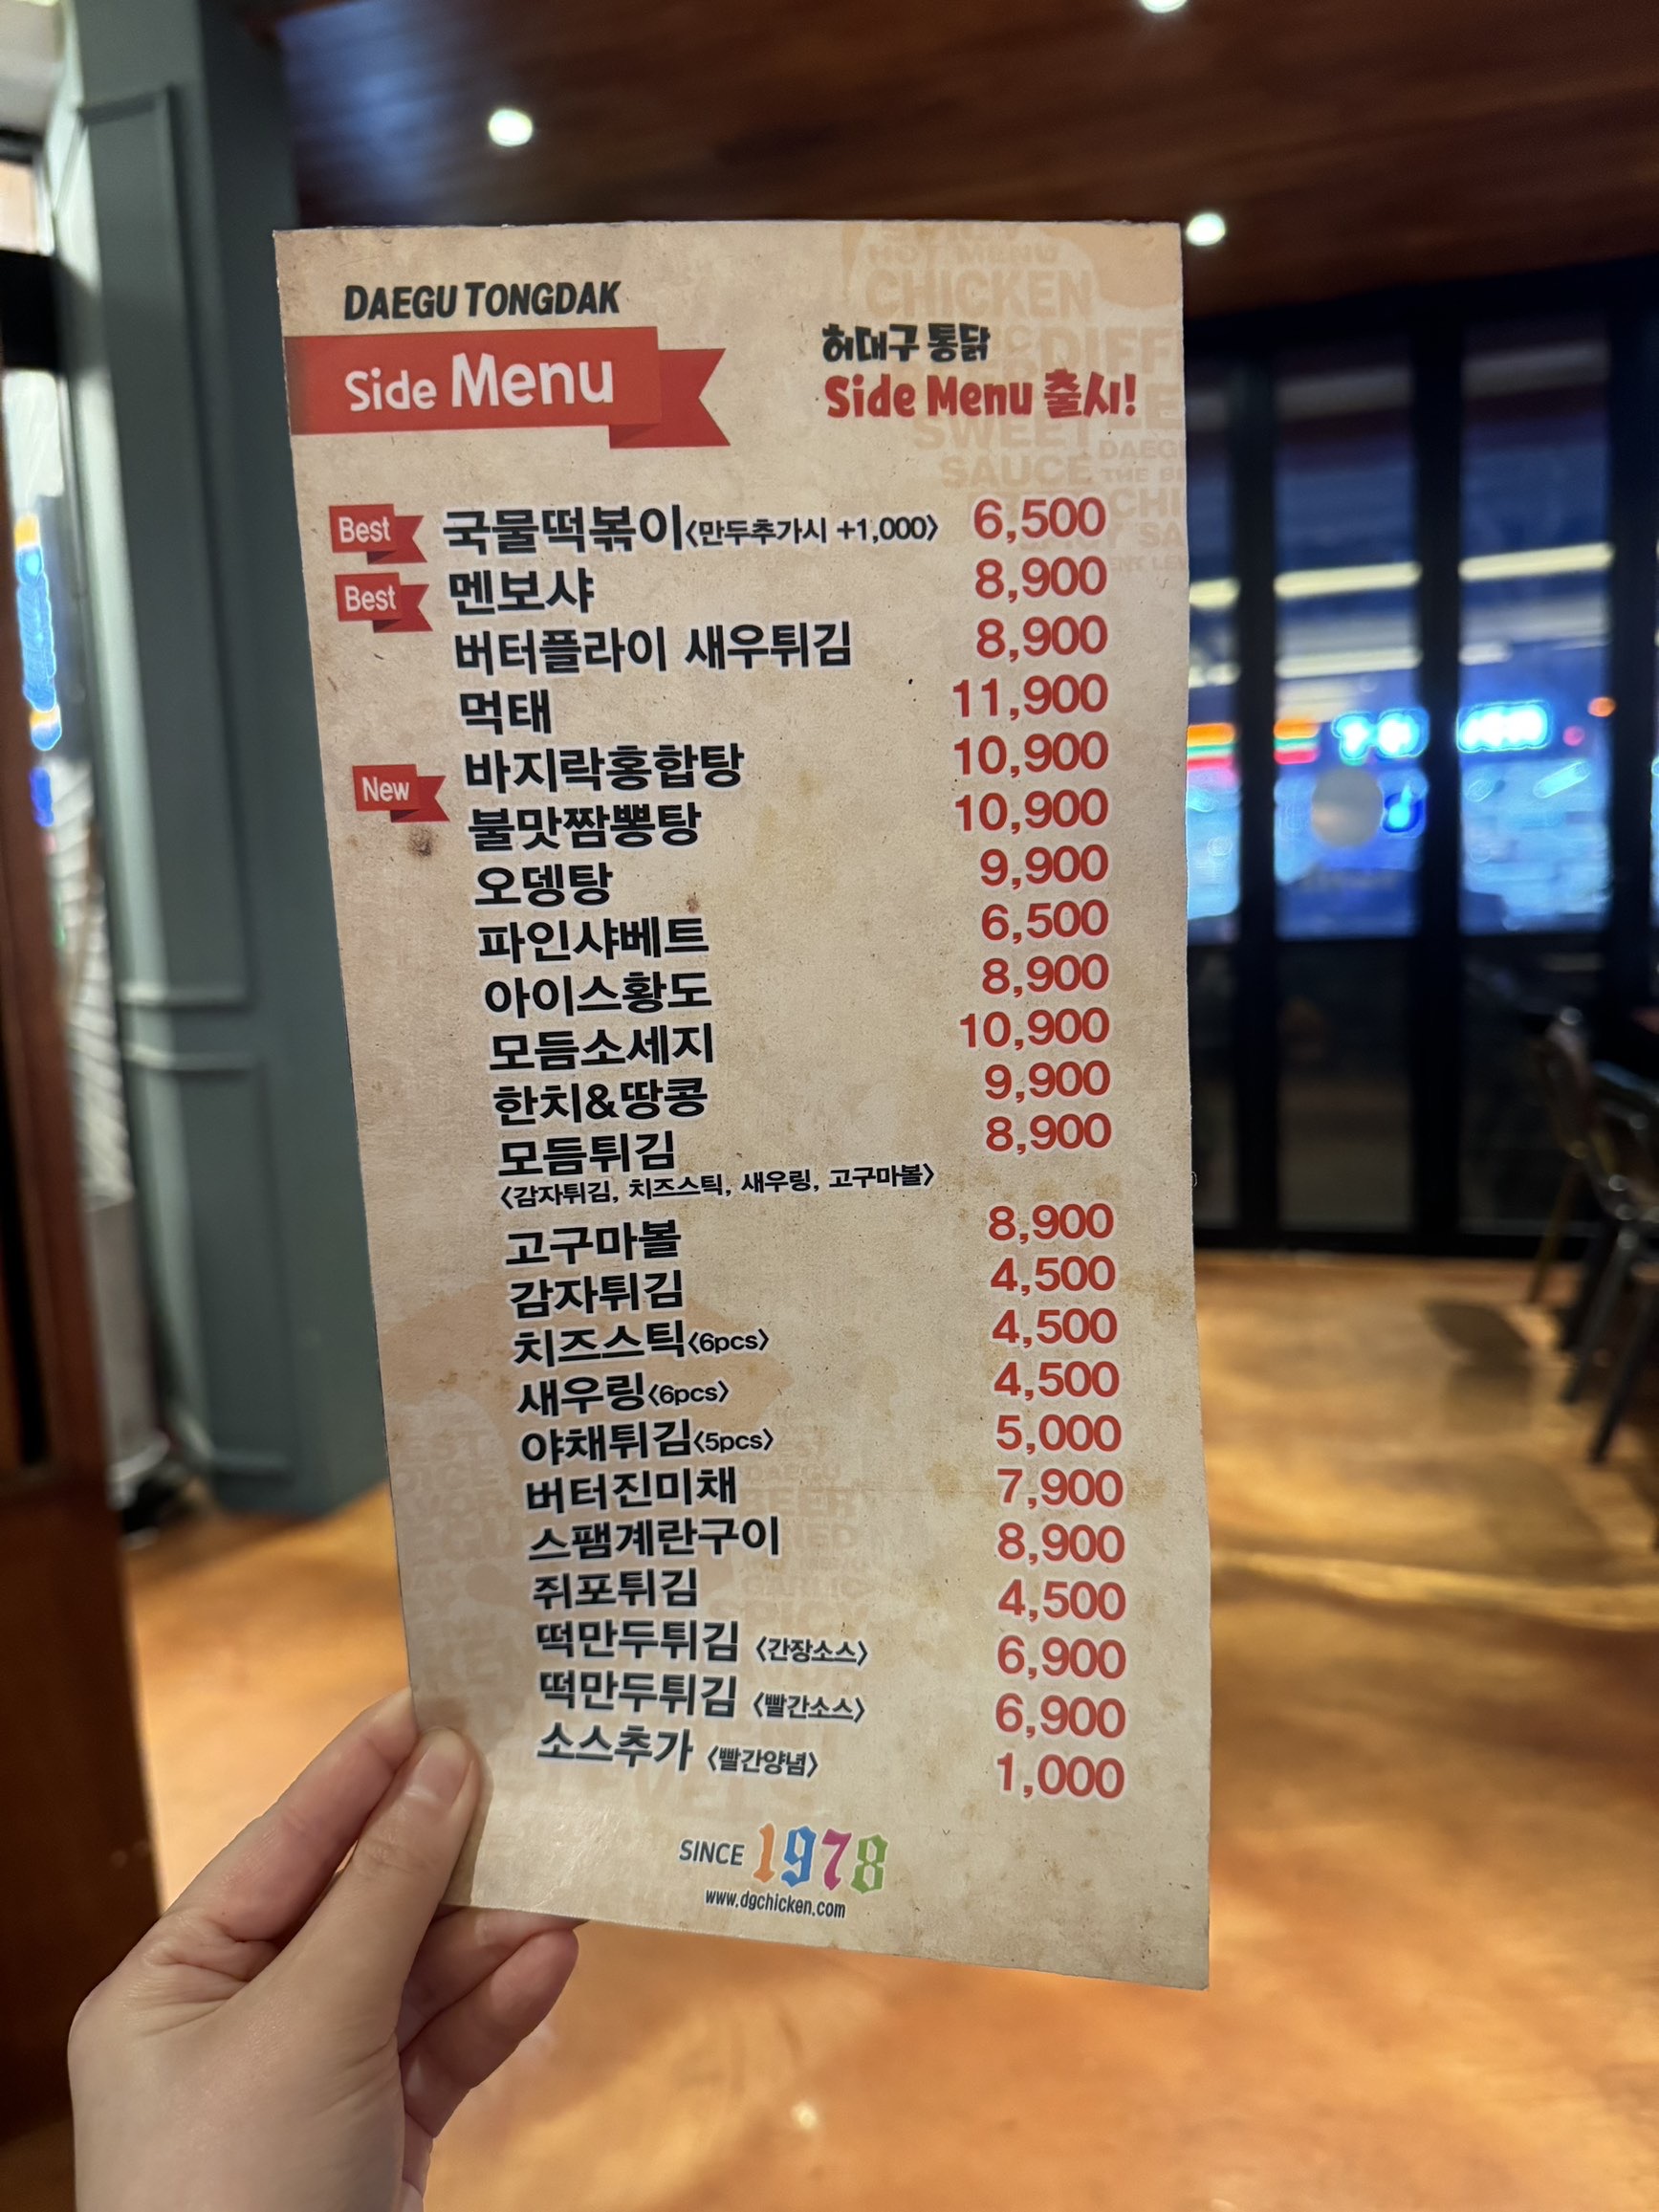 DAEGU TONGDAK
Side Menu
허대구 통닭
Side Menu 출시!
Best 국물떡볶이〈만두추가시 +1,000〉 6,500
Best 멘보샤 8,900
버터플라이 새우튀김 8,900
먹태 11,900
바지락홍합탕 10,900
New 불맛짬뽕탕 10,900
오뎅탕 9,900
파인샤베트 6,500
아이스황도 8,900
모듬소세지 10,900
한치&땅콩 9,900
모듬튀김 8,900
〈감자튀김, 치즈스틱, 새우링, 고구마볼〉
고구마볼 8,900
감자튀김 4,500
치즈스틱〈6pcs〉 4,500
새우링〈6pcs〉 4,500
야채튀김〈5pcs〉 5,000
버터진미채 7,900
스팸계란구이 8,900
쥐포튀김 4,500
떡만두튀김 〈간장소스〉 6,900
떡만두튀김 〈빨간소스〉 6,900
소스추가 〈빨간양념〉 1,000
SINCE 1978
www.dgchicken.com